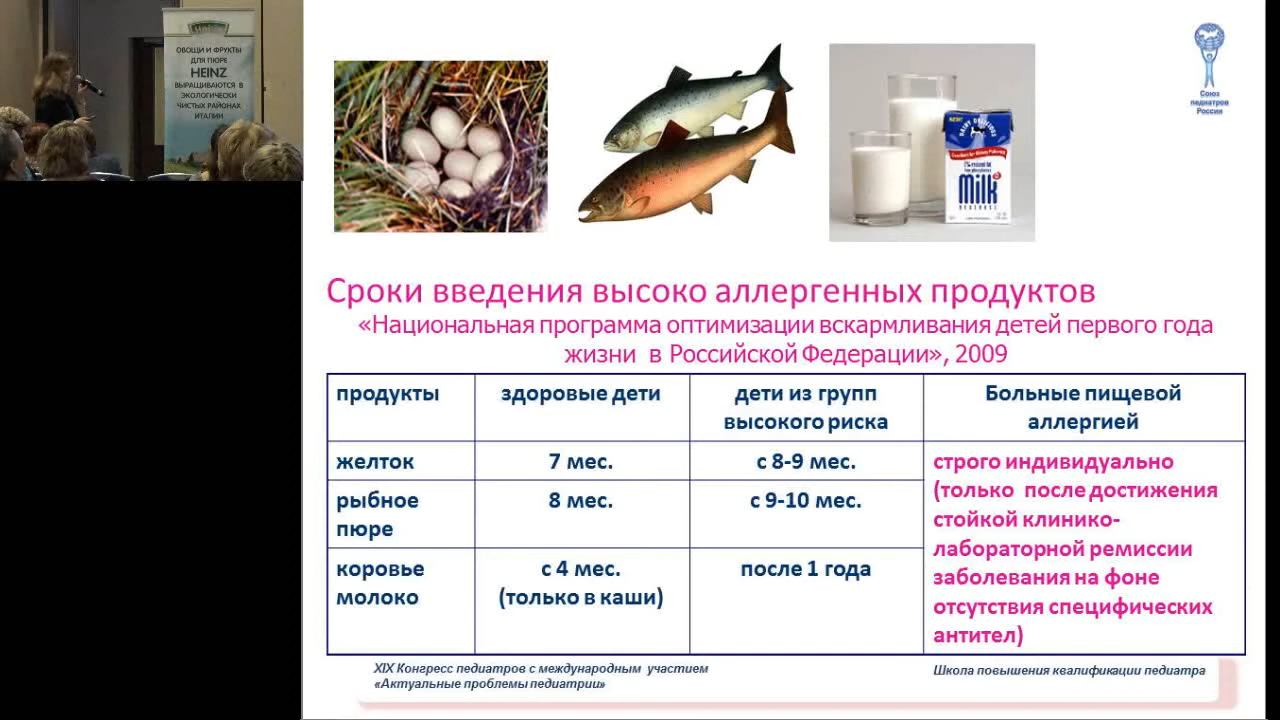 ОВОЩИ И ФРУКТЫ
ДЛЯ ПЮРЕ
HEINZ
ВЫРАЩИВАЮТСЯ В
ЭКОЛОГИЧЕСКИ
ЧИСТЫХ РАЙОНАХ
ИТАЛИИ
NEW!
DAIRY DELICIOUS
milk
Союз
педиатров
России
Сроки введения высоко аллергенных продуктов
«Национальная программа оптимизации вскармливания детей первого года
жизни в Российской Федерации», 2009
продукты
здоровые дети
дети из групп
высокого риска
Больные пищевой
аллергией
желток
7 мес.
с 8-9 мес.
строго индивидуально
(только после достижения
стойкой клинико-
лабораторной ремиссии
заболевания на фоне
отсутствия специфических
антител)
рыбное
пюре
8 мес.
с 9-10 мес.
коровье
молоко
с 4 мес.
(только в каши)
после 1 года
XIX Конгресс педиатров с международным участием
«Актуальные проблемы педиатрии»
Школа повышения квалификации педиатра